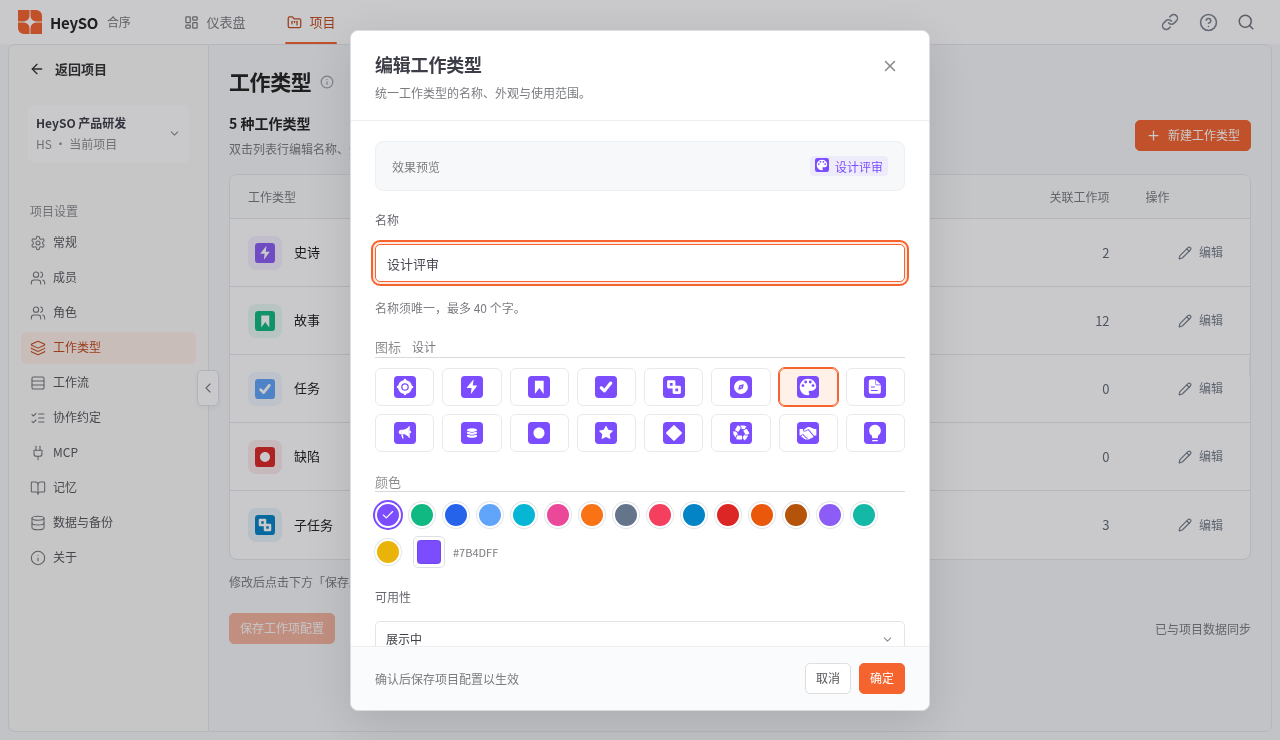 HeySO 合序 仪表盘 项目
返回项目
HeySO 产品研发
HS · 当前项目
项目设置
常规
成员
角色
工作类型
工作流
协作约定
MCP
记忆
数据与备份
关于
工作类型
5 种工作类型
双击列表行编辑名称、
新建工作类型
工作类型 关联工作项 操作
史诗 2 编辑
故事 12 编辑
任务 0 编辑
缺陷 0 编辑
子任务 3 编辑
修改后点击下方「保存
保存工作项配置
已与项目数据同步
编辑工作类型
统一工作类型的名称、外观与使用范围。
效果预览 设计评审
名称
设计评审
名称须唯一，最多 40 个字。
图标 设计
颜色
#7B4DFF
可用性
展示中
确认后保存项目配置以生效
取消 确定